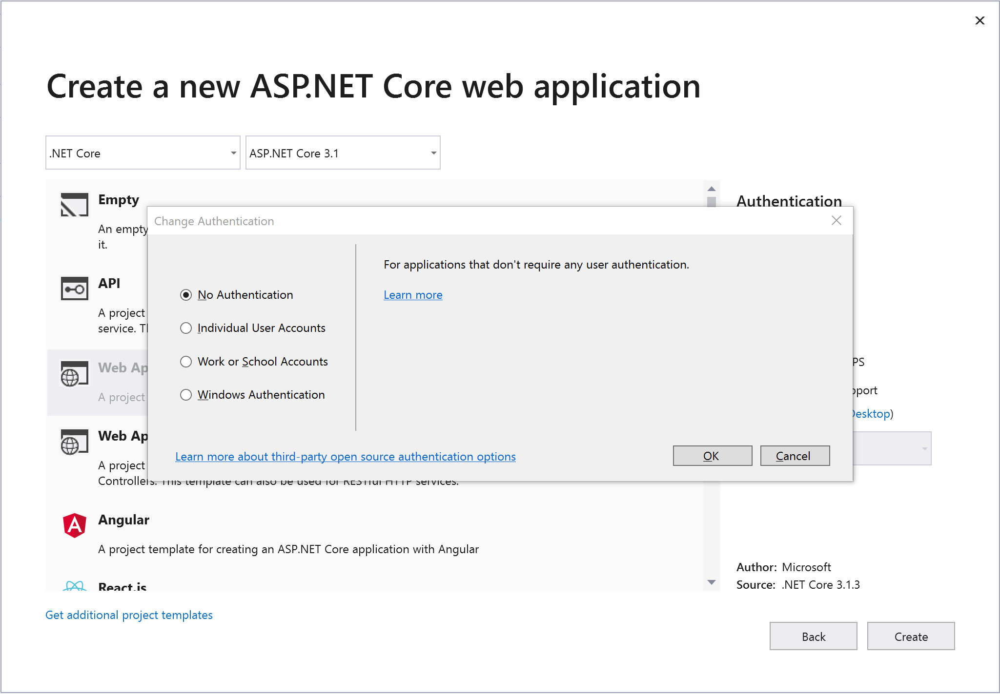 Create a new ASP.NET Core web application
.NET Core
ASP.NET Core 3.1
Empty
An empty
it.
API
A project
service.
Web
A project
Web
A project
Controllers. This template can also be used for RESTful HTTP services.
Angular
A project template for creating an ASP.NET Core application with Angular
React.js
Get additional project templates
Authentication
Change Authentication
No Authentication
Individual User Accounts
Work or School Accounts
Windows Authentication
For applications that don't require any user authentication.
Learn more
Learn more about third-party open source authentication options
OK
Cancel
PS
pport
Desktop)
Author: Microsoft
Source: .NET Core 3.1.3
Back
Create